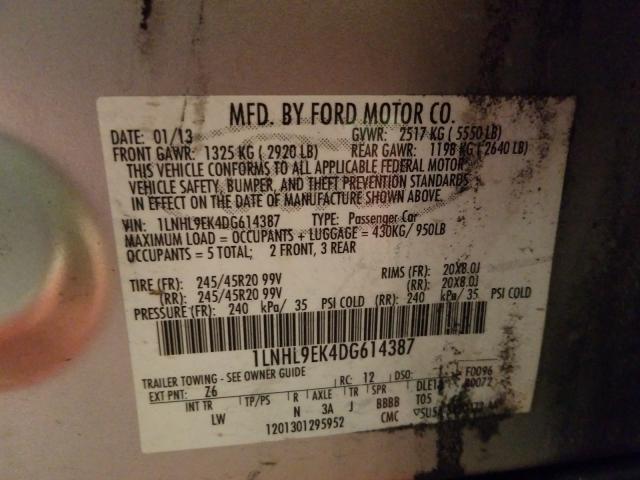 MFD. BY FORD MOTOR CO.
DATE: 01/13 GVWR: 2517 KG ( 5550 LB)
FRONT GAWR: 1325 KG ( 2920 LB) REAR GAWR: 1198 KG ( 2640 LB)
THIS VEHICLE CONFORMS TO ALL APPLICABLE FEDERAL MOTOR
VEHICLE SAFETY, BUMPER, AND THEFT PREVENTION STANDARDS
IN EFFECT ON THE DATE OF MANUFACTURE SHOWN ABOVE
VIN: 1LNHL9EK4DG614387 TYPE: Passenger Car
MAXIMUM LOAD = OCCUPANTS + LUGGAGE = 430KG/ 950LB
OCCUPANTS = 5 TOTAL; 2 FRONT, 3 REAR
TIRE (FR): 245/45R20 99V RIMS (FR): 20X8.0J
(RR): 245/45R20 99V (RR): 20X8.0J
PRESSURE (FR): 240 kPa/ 35 PSI COLD (RR): 240 kPa/ 35 PSI COLD
1LNHL9EK4DG614387
TRAILER TOWING - SEE OWNER GUIDE
EXT PNT: Z6 RC: 12 DSO: F0096
INT TR TP/PS R AXLE TR SPR
LW N 3A J BBBB T05
1201301295952 CMC